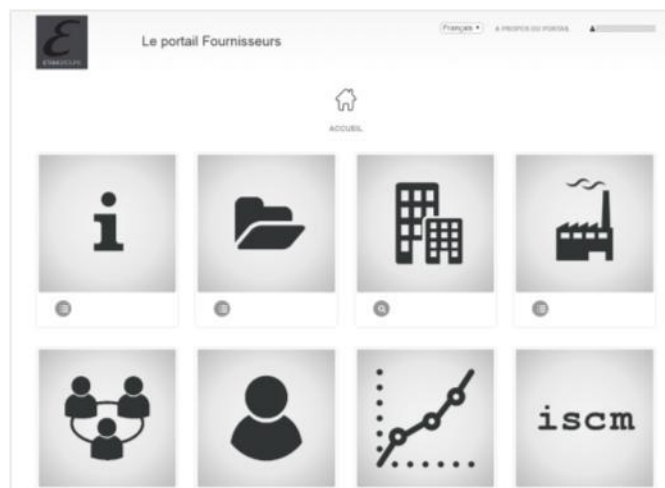 Le portail Fournisseurs
Français
A PROPOS DU PORTAIL
ACCUEIL
i
iscm